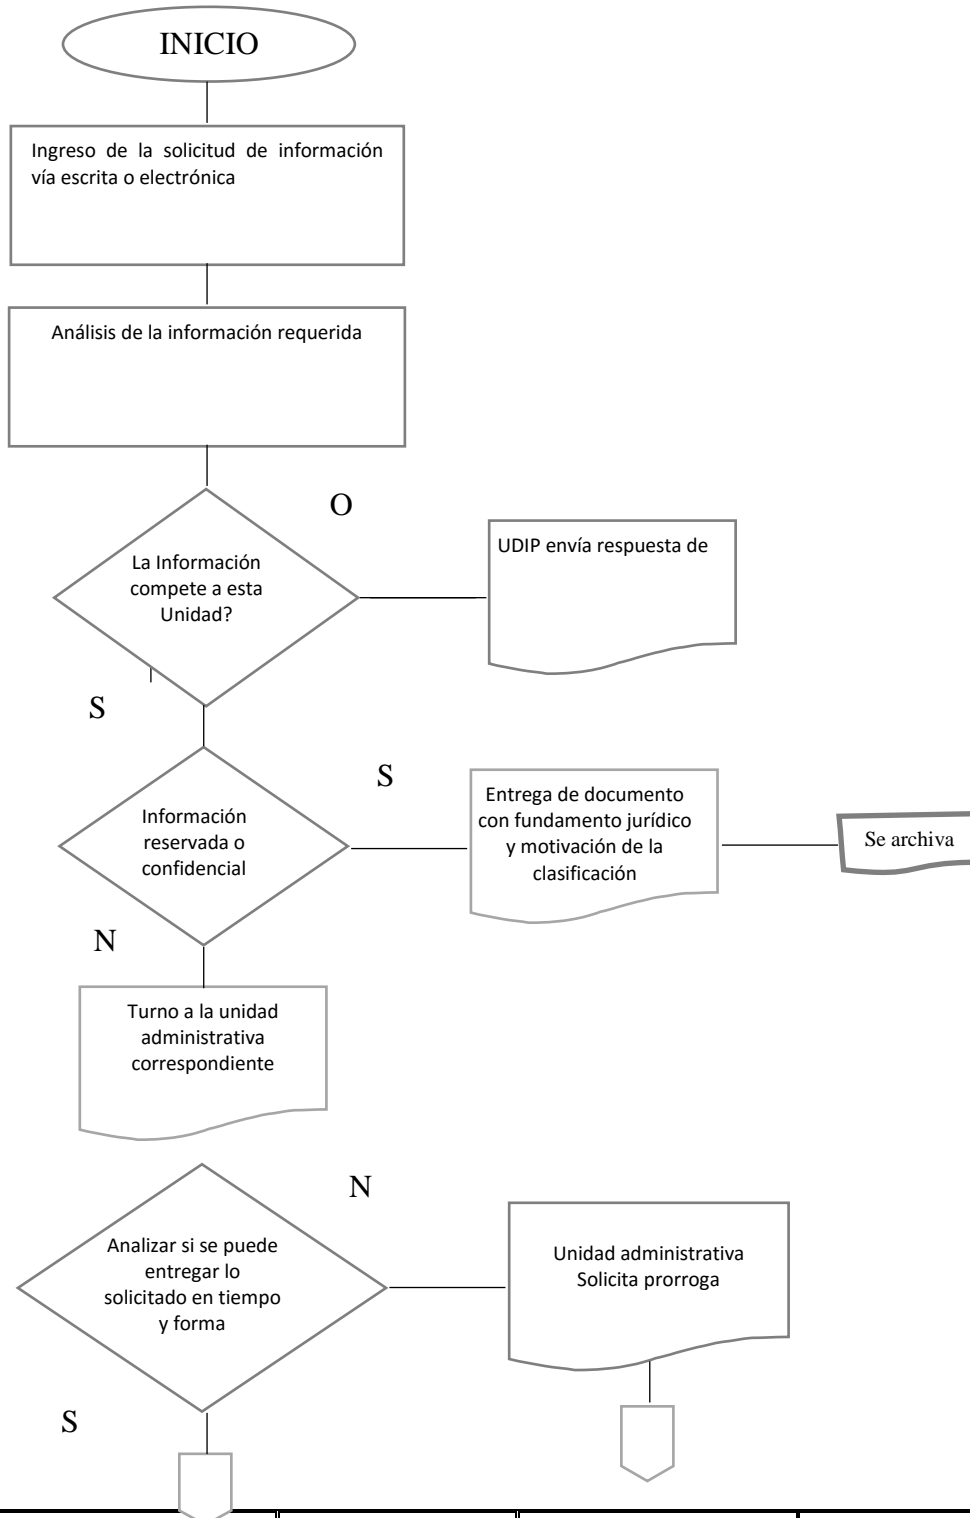 INICIO
Ingreso de la solicitud de información
vía escrita o electrónica
Análisis de la información requerida
O
La Información
compete a esta
Unidad?
UDIP envía respuesta de
S
S
Información
reservada o
confidencial
Entrega de documento
con fundamento jurídico
y motivación de la
clasificación
Se archiva
N
Turno a la unidad
administrativa
correspondiente
N
Analizar si se puede
entregar lo
solicitado en tiempo
y forma
Unidad administrativa
Solicita prorroga
S